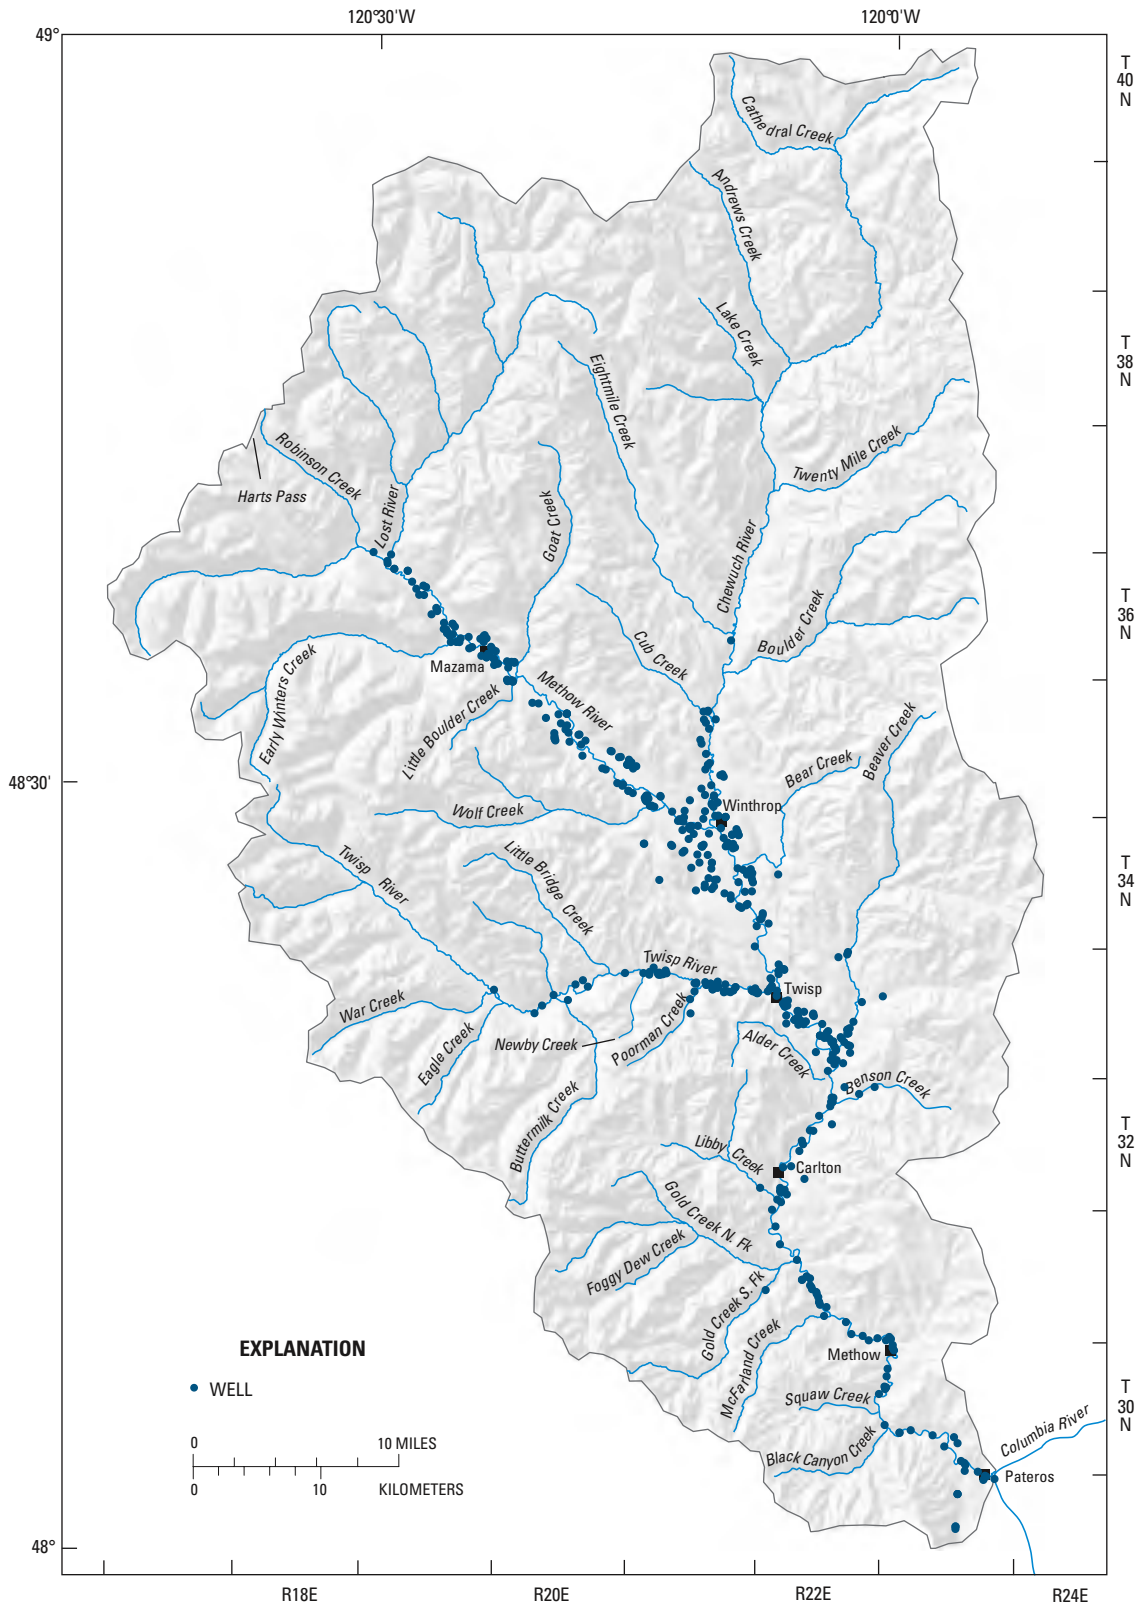 120°30'W
120°0'W
49°
T
40
N
Cathedral Creek
Andrews Creek
Lake Creek
T
38
N
Eightmile Creek
Twenty Mile Creek
Robinson Creek
Harts Pass
Lost River
Goat Creek
Chewuch River
T
36
N
Boulder Creek
Cub Creek
Early Winters Creek
Mazama
Methow River
Little Boulder Creek
Beaver Creek
Bear Creek
48°30'
Wolf Creek
Winthrop
Twisp River
Little Bridge Creek
T
34
N
Twisp River
Twisp
War Creek
Eagle Creek
Newby Creek
Poorman Creek
Alder Creek
Benson Creek
Buttermilk Creek
T
32
N
Libby Creek
Carlton
Gold Creek N. Fk
Foggy Dew Creek
Gold Creek S. Fk
McFarland Creek
Methow
EXPLANATION
WELL
Squaw Creek
T
30
N
Black Canyon Creek
Columbia River
Pateros
0
10 MILES
0
10
KILOMETERS
48°
R18E
R20E
R22E
R24E